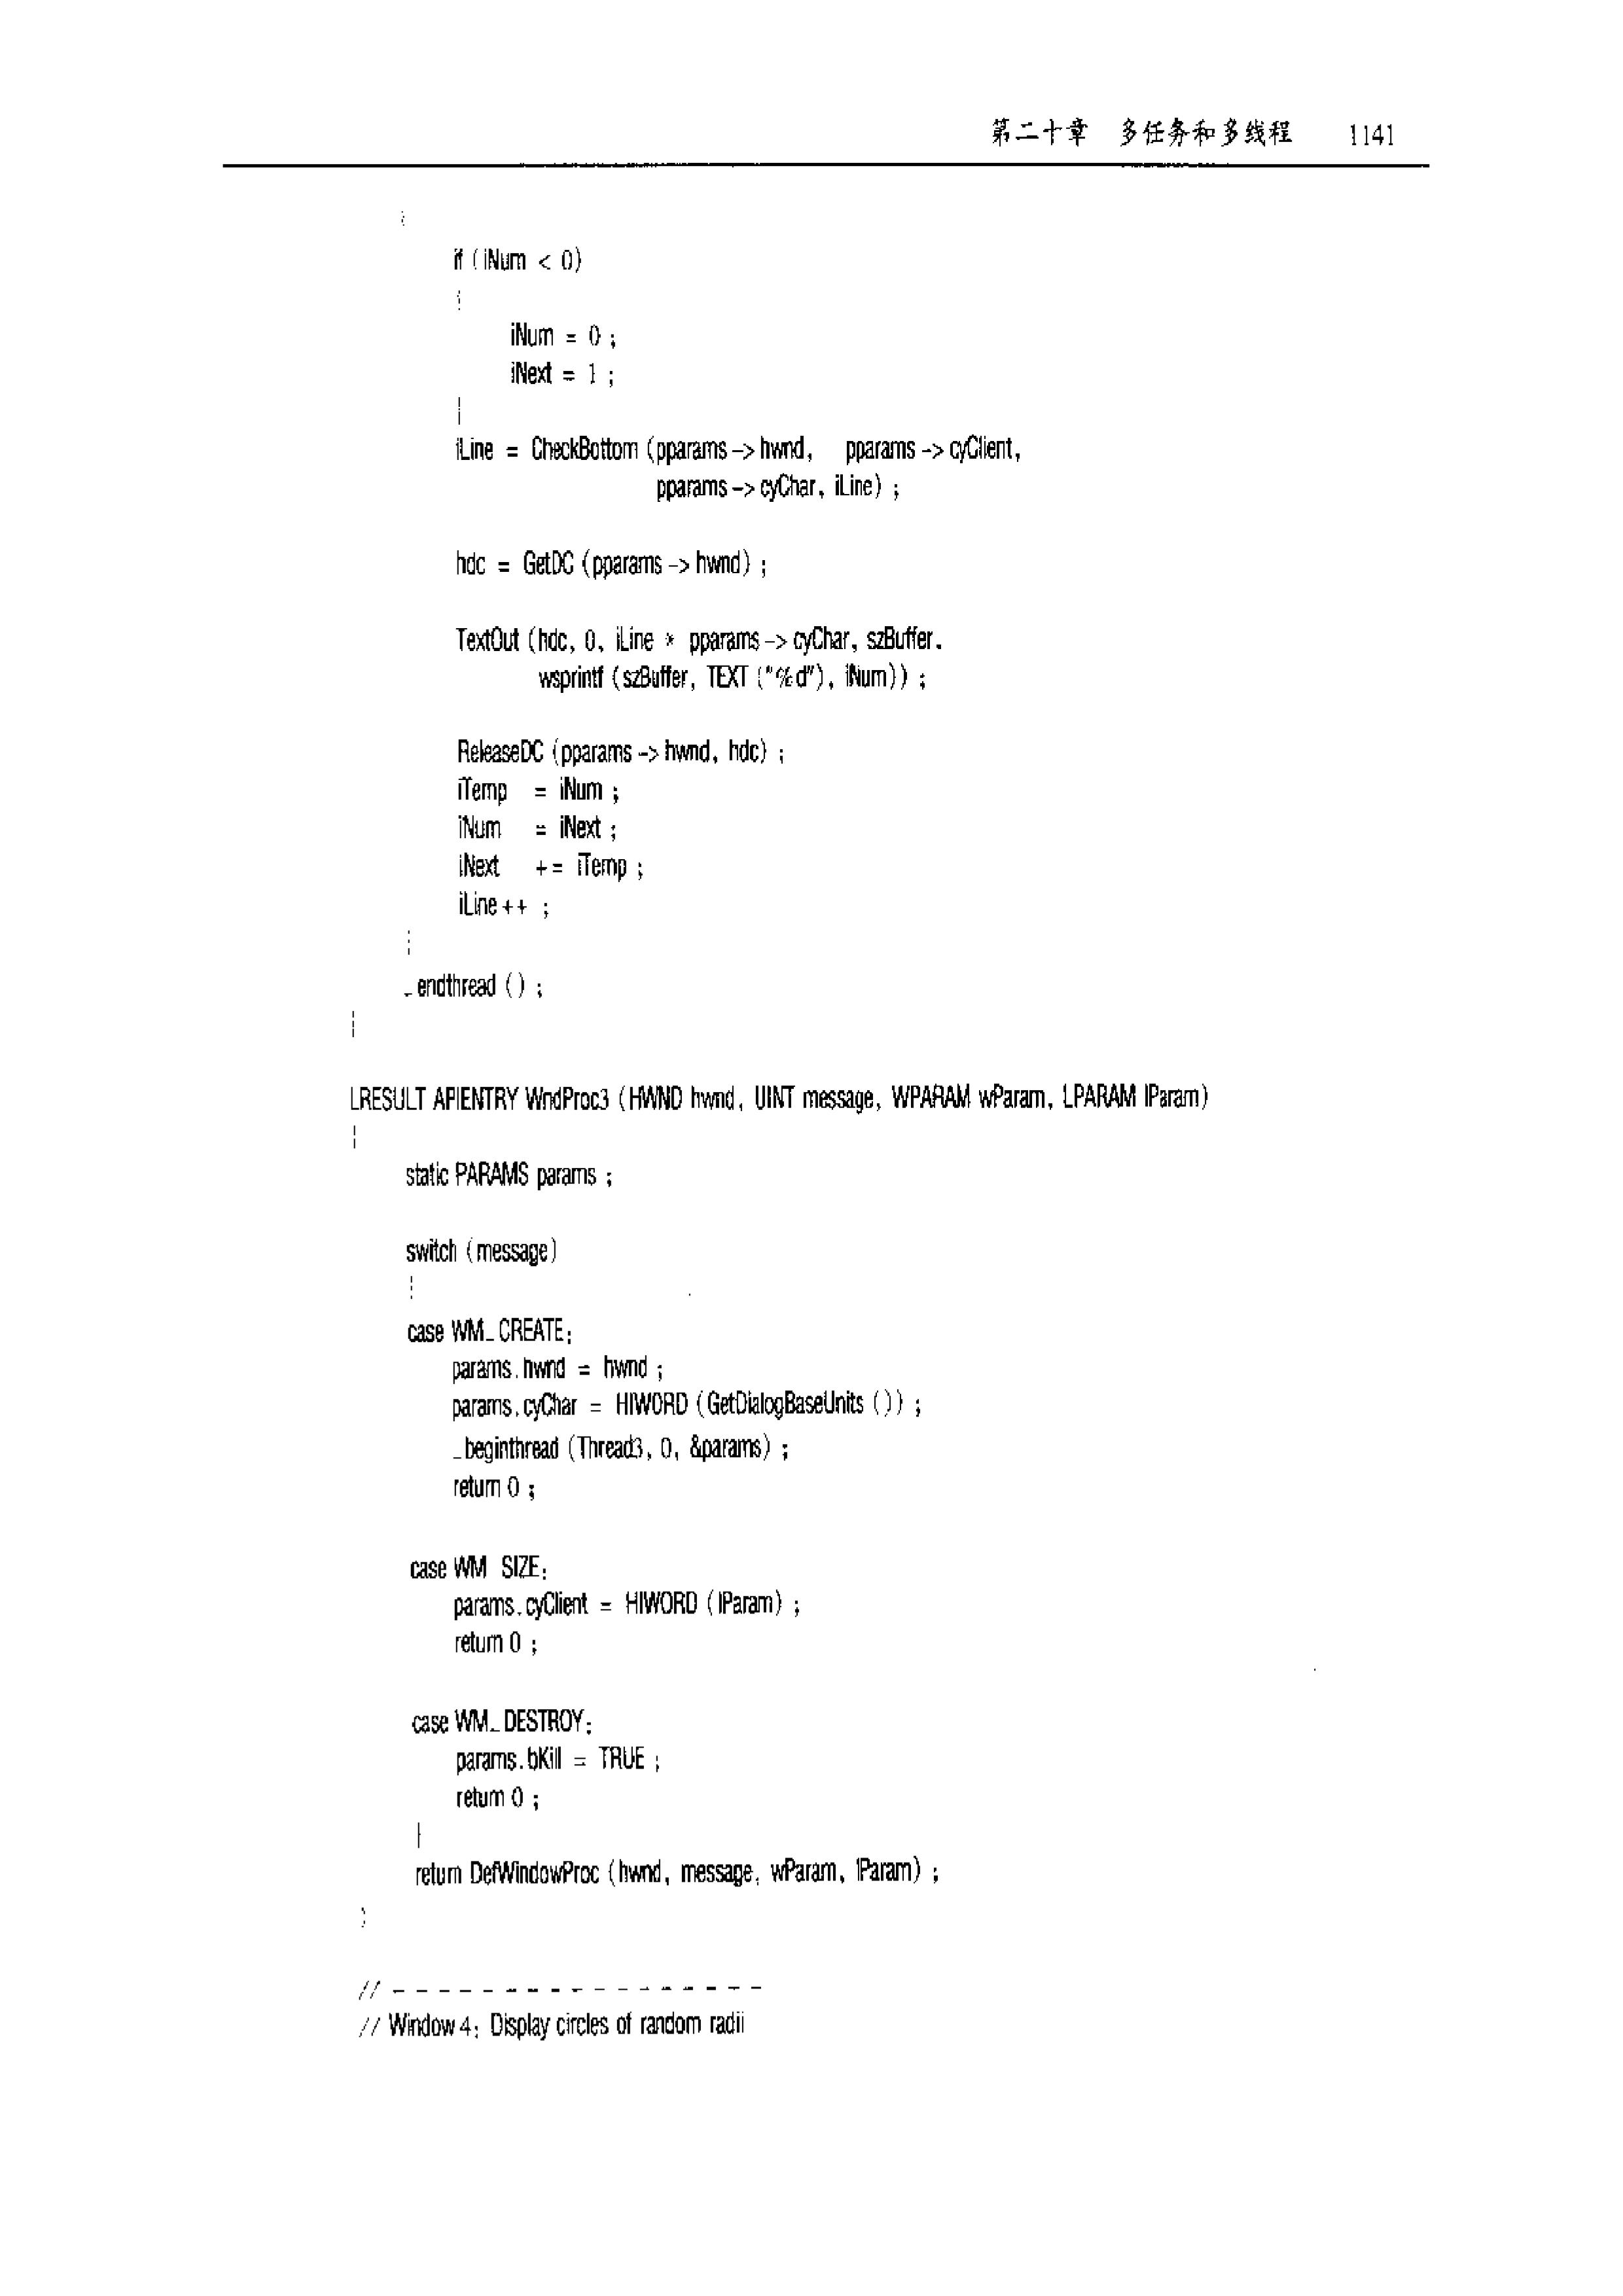 第二十章 多任务和多线程 1141
{
if (iNum < 0)
{
iNum = 0 ;
iNext = 1 ;
}
iLine = CheckBottom (pparams->hwnd, pparams->cyClient,
pparams->cyChar, iLine) ;
hdc = GetDC (pparams->hwnd) ;
TextOut (hdc, 0, iLine * pparams->cyChar, szBuffer,
wsprintf (szBuffer, TEXT ("%d"), iNum)) ;
ReleaseDC (pparams->hwnd, hdc) ;
iTemp = iNum ;
iNum = iNext ;
iNext += iTemp ;
iLine++ ;
}
_endthread () ;
}
LRESULT APIENTRY WndProc3 (HWND hwnd, UINT message, WPARAM wParam, LPARAM lParam)
{
static PARAMS params ;
switch (message)
{
case WM_CREATE:
params.hwnd = hwnd ;
params.cyChar = HIWORD (GetDialogBaseUnits ()) ;
_beginthread (Thread3, 0, &params) ;
return 0 ;
case WM SIZE:
params.cyClient = HIWORD (lParam) ;
return 0 ;
case WM_DESTROY:
params.bKill = TRUE ;
return 0 ;
}
return DefWindowProc (hwnd, message, wParam, lParam) ;
}
// - - - - - - - - - - - - - - - - -
// Window 4: Display circles of random radii